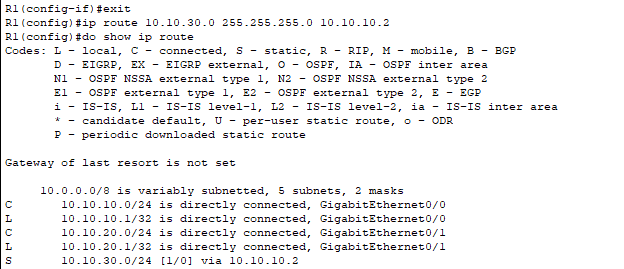 R1(config-if)#exit
R1(config)#ip route 10.10.30.0 255.255.255.0 10.10.10.2
R1(config)#do show ip route
Codes: L - local, C - connected, S - static, R - RIP, M - mobile, B - BGP
       D - EIGRP, EX - EIGRP external, O - OSPF, IA - OSPF inter area
       N1 - OSPF NSSA external type 1, N2 - OSPF NSSA external type 2
       E1 - OSPF external type 1, E2 - OSPF external type 2, E - EGP
       i - IS-IS, L1 - IS-IS level-1, L2 - IS-IS level-2, ia - IS-IS inter area
       * - candidate default, U - per-user static route, o - ODR
       P - periodic downloaded static route
Gateway of last resort is not set
     10.0.0.0/8 is variably subnetted, 5 subnets, 2 masks
C       10.10.10.0/24 is directly connected, GigabitEthernet0/0
L       10.10.10.1/32 is directly connected, GigabitEthernet0/0
C       10.10.20.0/24 is directly connected, GigabitEthernet0/1
L       10.10.20.1/32 is directly connected, GigabitEthernet0/1
S       10.10.30.0/24 [1/0] via 10.10.10.2